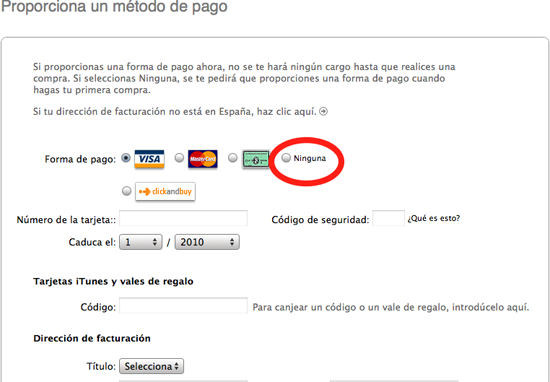 Proporciona un método de pago
Si proporcionas una forma de pago ahora, no se te hará ningún cargo hasta que realices una
compra. Si seleccionas Ninguna, se te pedirá que proporciones una forma de pago cuando
hagas tu primera compra.
Si tu dirección de facturación no está en España, haz clic aquí.
Forma de pago: VISA MasterCard Ninguna
clickandbuy
Número de la tarjeta:: Código de seguridad: ¿Qué es esto?
Caduca el: 1 / 2010
Tarjetas iTunes y vales de regalo
Código: Para canjear un código o un vale de regalo, introdúcelo aquí.
Dirección de facturación
Título: Selecciona